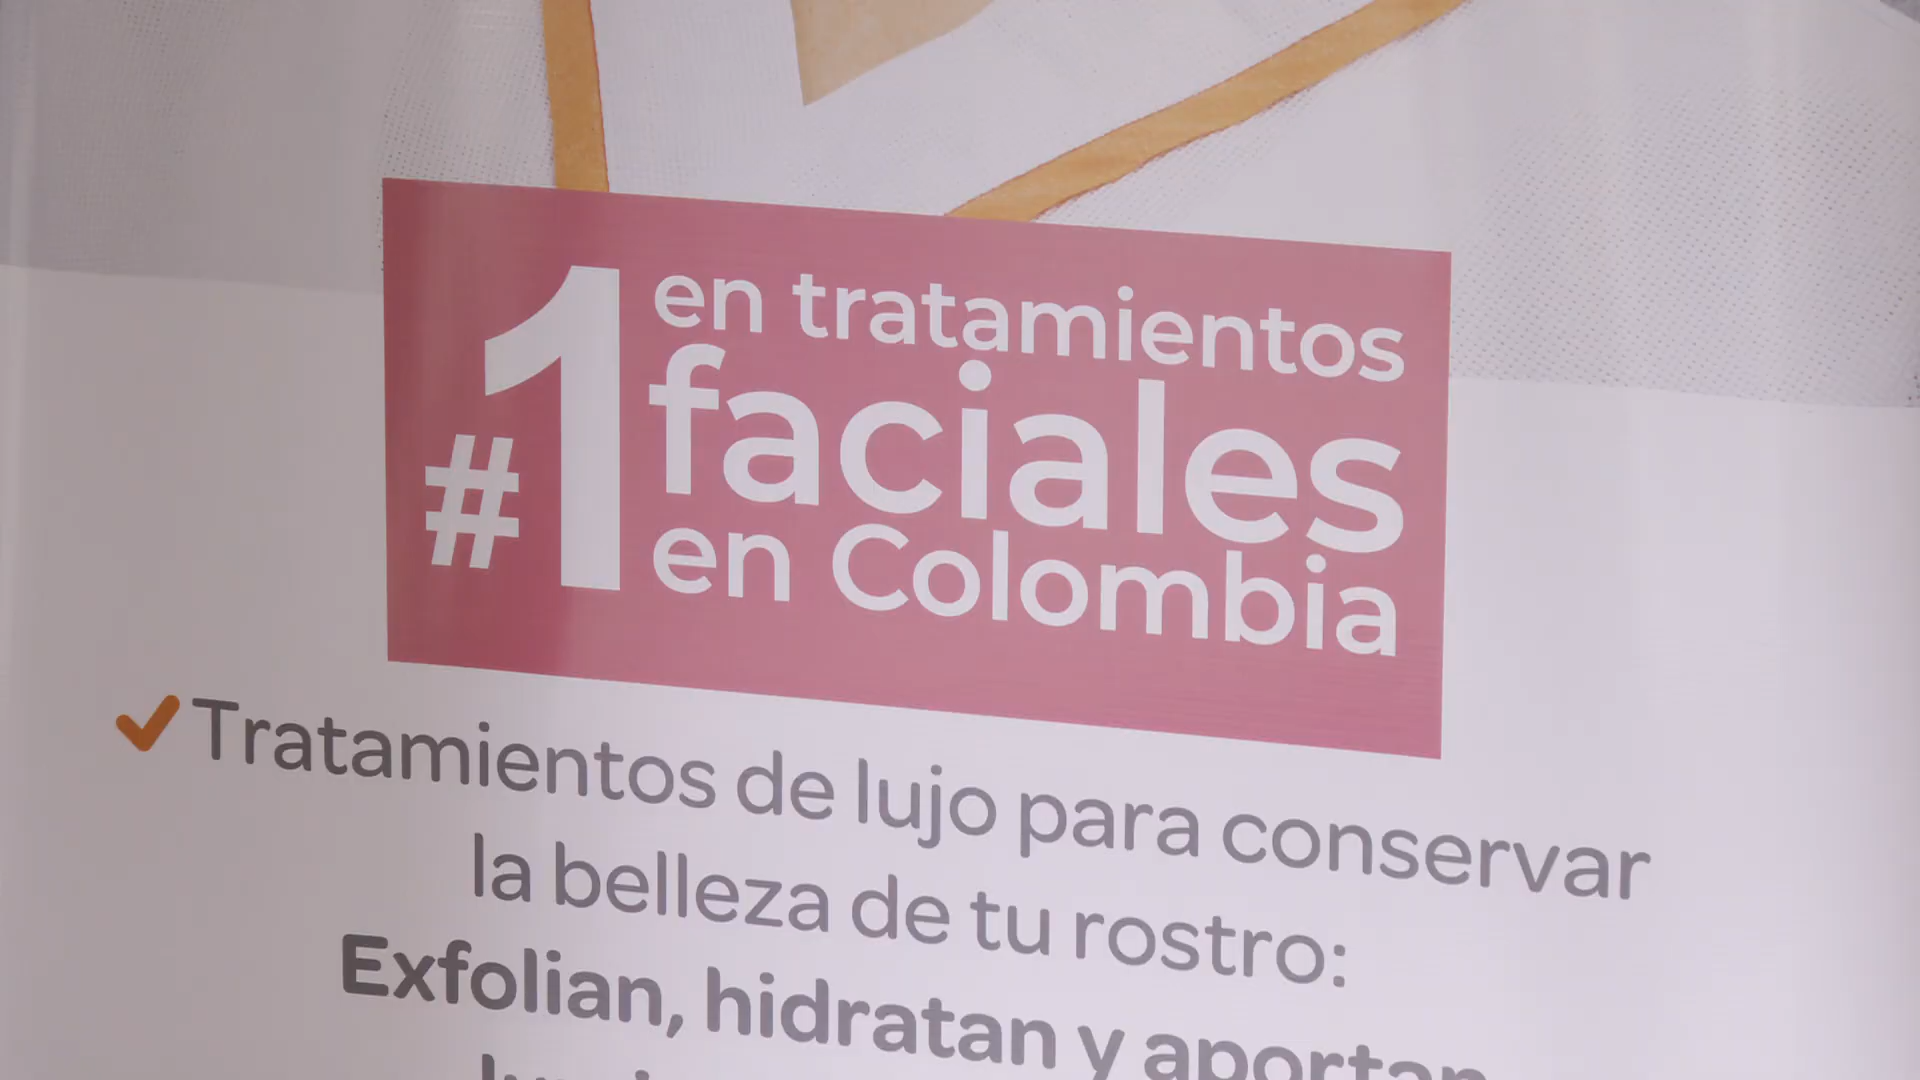 #1 en tratamientos
faciales
en Colombia
Tratamientos de lujo para conservar
la belleza de tu rostro:
Exfolian, hidratan y aportan